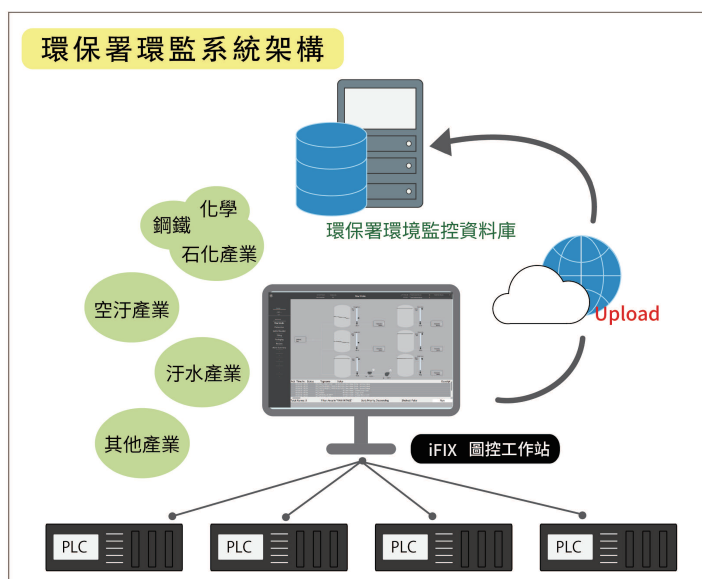 環保署環監系統架構
環保署環境監控資料庫
化學
鋼鐵
石化產業
空汙產業
汙水產業
其他產業
Upload
iFIX 圖控工作站
PLC
PLC
PLC
PLC